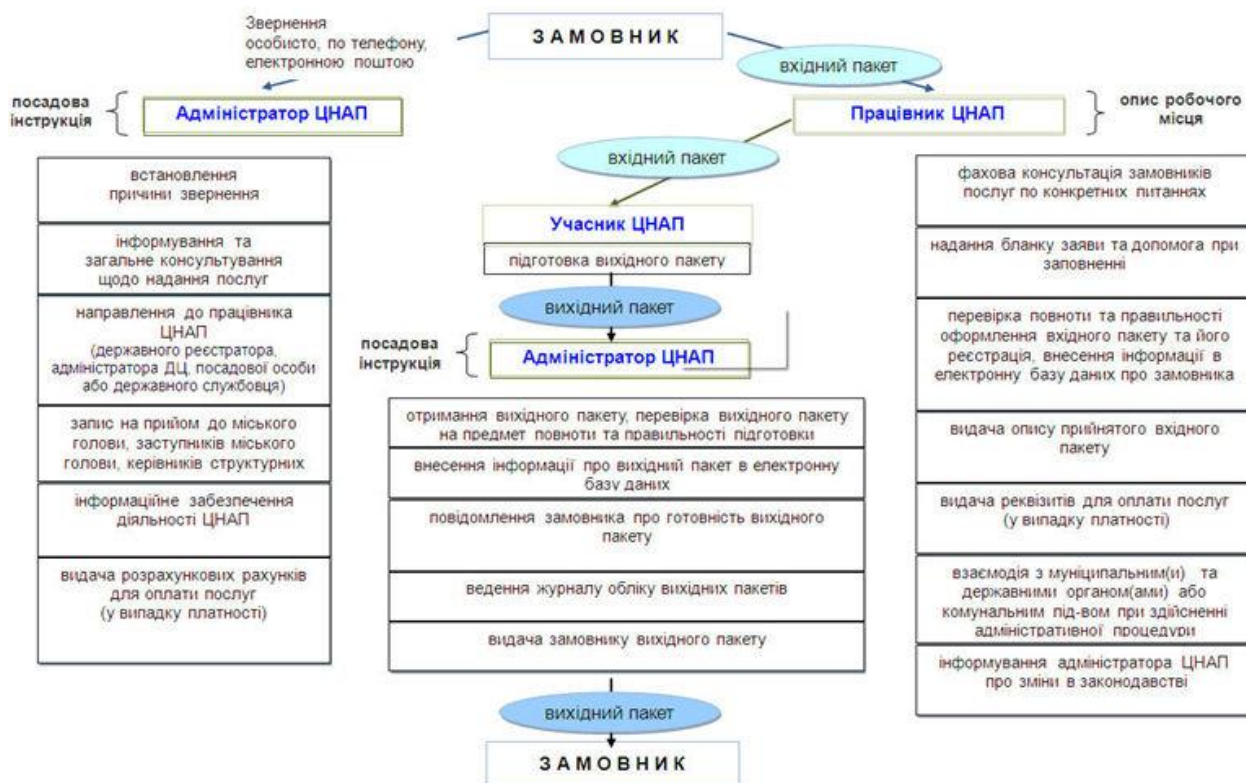 Звернення
особисто, по телефону,
електронною поштою
ЗАМОВНИК
вхідний пакет
посадова
інструкція
Адміністратор ЦНАП
Працівник ЦНАП
опис робочого
місця
вхідний пакет
встановлення
причини звернення
інформування та
загальне консультування
щодо надання послуг
направлення до працівника
ЦНАП
(державного реєстратора,
адміністратора ДЦ, посадової особи
або державного службовця)
запис на прийом до міського
голови, заступників міського
голови, керівників структурних
інформаційне забезпечення
діяльності ЦНАП
видача розрахункових рахунків
для оплати послуг
(у випадку платності)
Учасник ЦНАП
підготовка вихідного пакету
вихідний пакет
посадова
інструкція
Адміністратор ЦНАП
отримання вихідного пакету, перевірка вихідного пакету
на предмет повноти та правильності підготовки
внесення інформації про вихідний пакет в електронну
базу даних
повідомлення замовника про готовність вихідного
пакету
ведення журналу обліку вихідних пакетів
видача замовнику вихідного пакету
вихідний пакет
ЗАМОВНИК
фахова консультація замовників
послуг по конкретних питаннях
надання бланку заяви та допомога при
заповненні
перевірка повноти та правильності
оформлення вхідного пакету та його
реєстрація, внесення інформації в
електронну базу даних про замовника
видача опису прийнятого вхідного
пакету
видача реквізитів для оплати послуг
(у випадку платності)
взаємодія з муніципальним(и) та
державними органом(ами) або
комунальним під-вом при здійсненні
адміністративної процедури
інформування адміністратора ЦНАП
про зміни в законодавстві